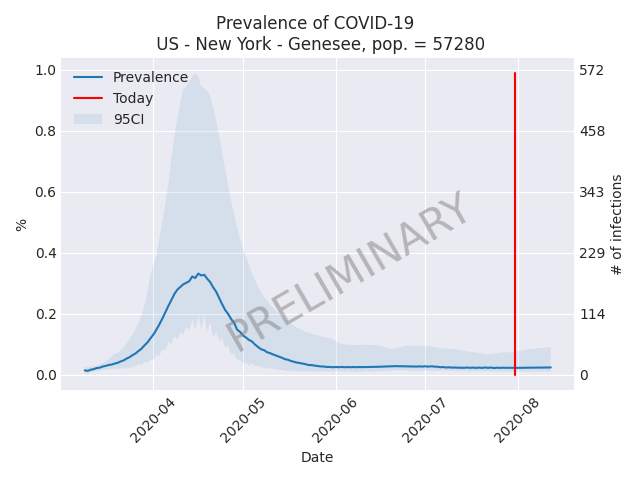 Prevalence of COVID-19
US - New York - Genesee, pop. = 57280
Prevalence
Today
95CI
1.0
0.8
0.6
0.4
0.2
0.0
%
572
458
343
229
114
0
# of infections
PRELIMINARY
2020-04
2020-05
2020-06
2020-07
2020-08
Date